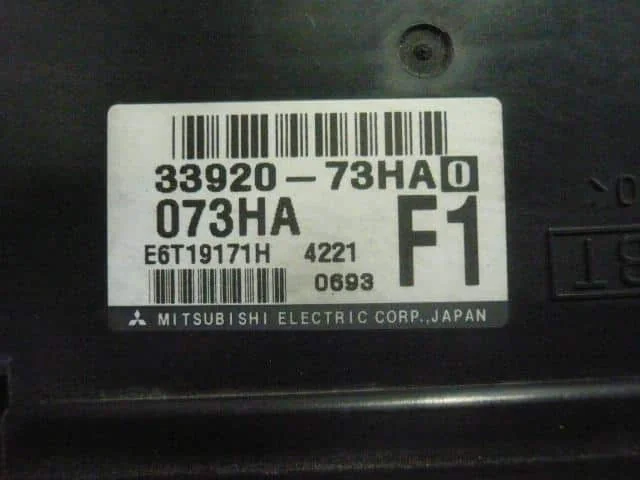 33920-73HA0
073HA
F1
E6T19171H 4221
0693
MITSUBISHI ELECTRIC CORP., JAPAN